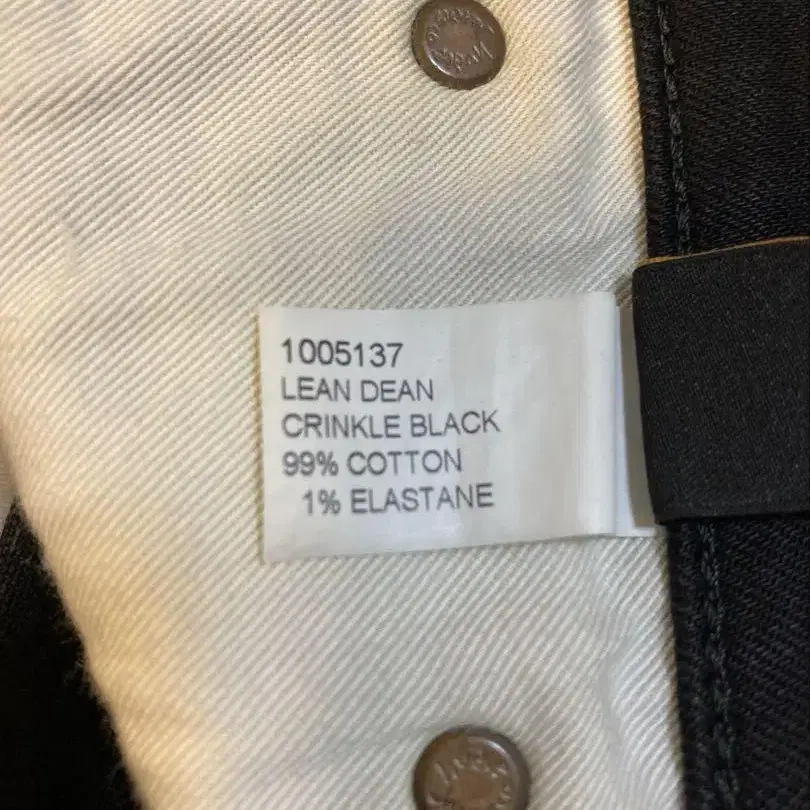 1005137
LEAN DEAN
CRINKLE BLACK
99% COTTON
1% ELASTANE